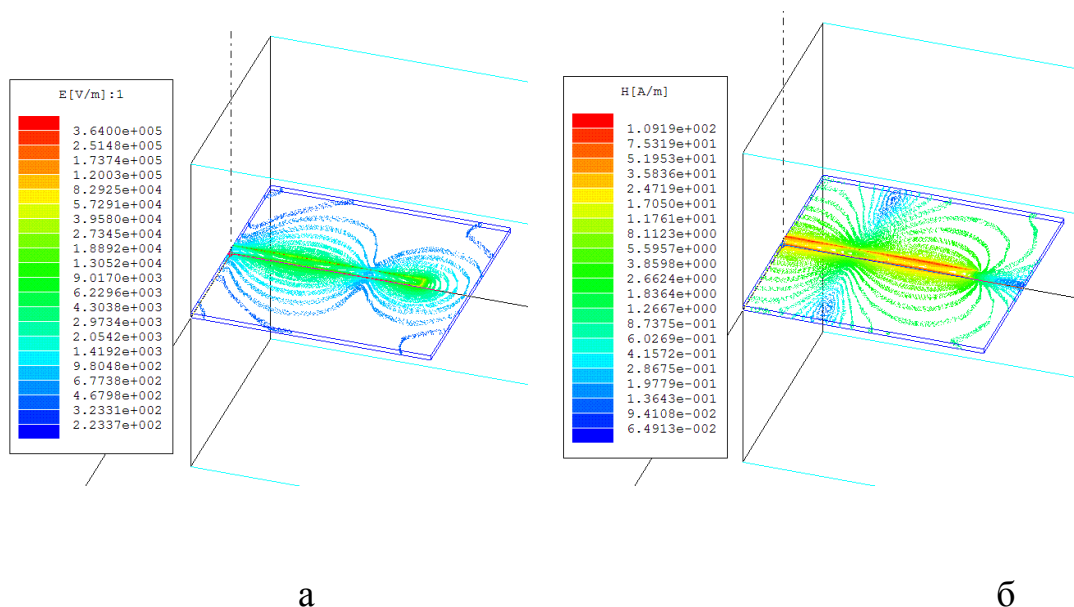 E[V/m]:1
3.6400e+005
2.5148e+005
1.7374e+005
1.2003e+005
8.2925e+004
5.7291e+004
3.9580e+004
2.7345e+004
1.8892e+004
1.3052e+004
9.0170e+003
6.2296e+003
4.3038e+003
2.9734e+003
2.0542e+003
1.4192e+003
9.8048e+002
6.7738e+002
4.6798e+002
3.2331e+002
2.2337e+002
H[A/m]
1.0919e+002
7.5319e+001
5.1953e+001
3.5836e+001
2.4719e+001
1.7050e+001
1.1761e+001
8.1123e+000
5.5957e+000
3.8598e+000
2.6624e+000
1.8364e+000
1.2667e+000
8.7375e-001
6.0269e-001
4.1572e-001
2.8675e-001
1.9779e-001
1.3643e-001
9.4108e-002
6.4913e-002
а
б